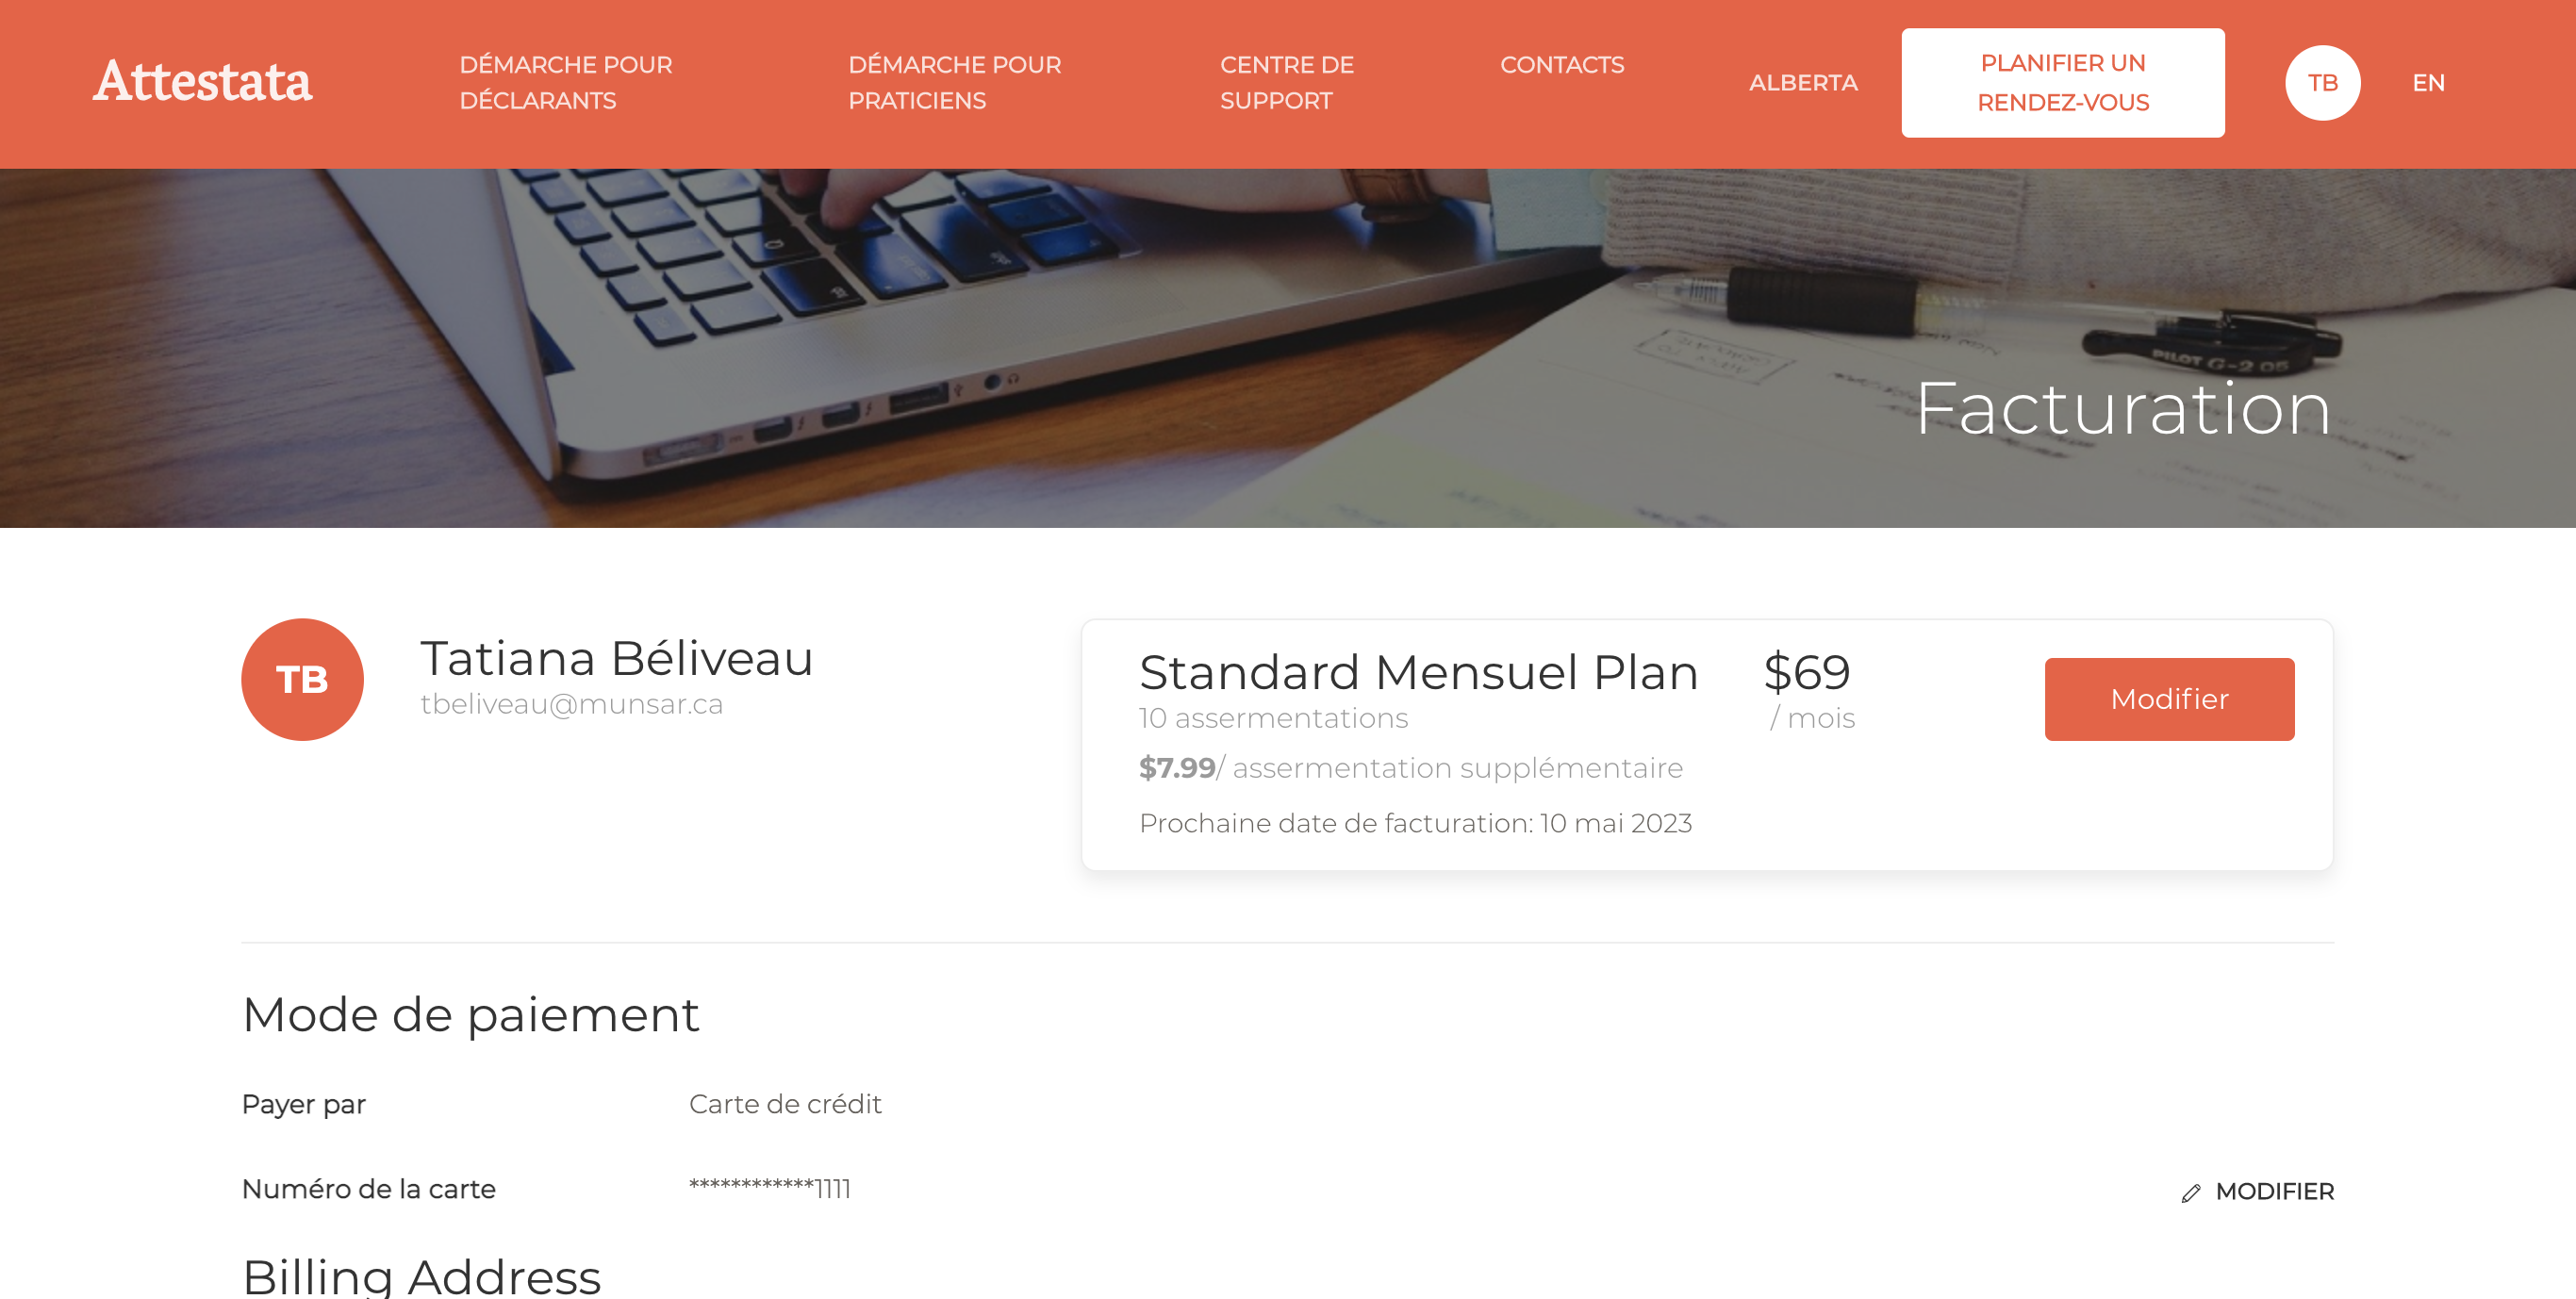 Attestata
DÉMARCHE POUR
DÉCLARANTS
DÉMARCHE POUR
PRATICIENS
CENTRE DE
SUPPORT
CONTACTS
ALBERTA
PLANIFIER UN
RENDEZ-VOUS
TB
EN
PILOT G-2 05
Facturation
TB
Tatiana Béliveau
tbeliveau@munsar.ca
Standard Mensuel Plan
$69
10 assermentations
/ mois
Modifier
$7.99/ assermentation supplémentaire
Prochaine date de facturation: 10 mai 2023
Mode de paiement
Payer par
Carte de crédit
Numéro de la carte
************1111
MODIFIER
Billing Address